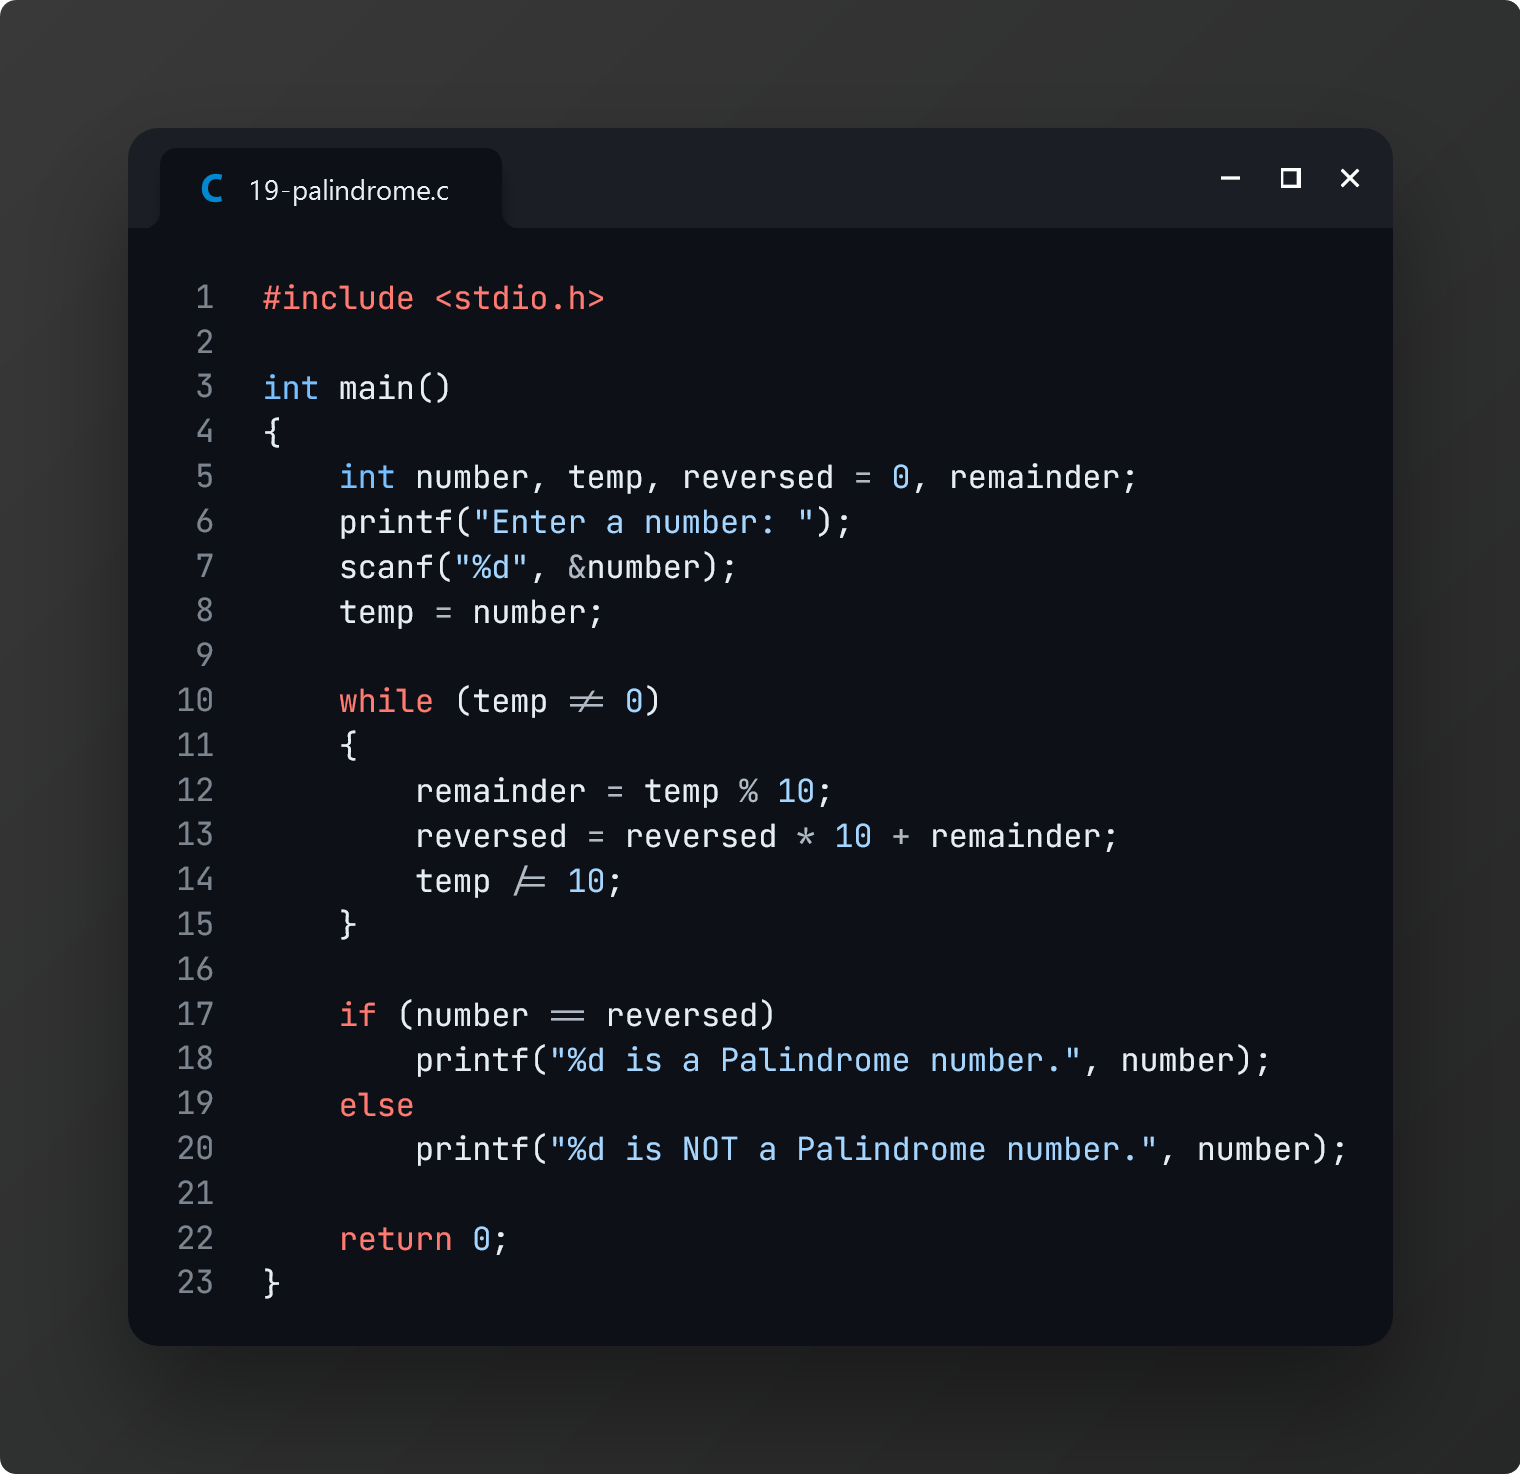 19-palindrome.c
1 #include <stdio.h>
2
3 int main()
4 {
5     int number, temp, reversed = 0, remainder;
6     printf("Enter a number: ");
7     scanf("%d", &number);
8     temp = number;
9
10     while (temp != 0)
11     {
12         remainder = temp % 10;
13         reversed = reversed * 10 + remainder;
14         temp /= 10;
15     }
16
17     if (number == reversed)
18         printf("%d is a Palindrome number.", number);
19     else
20         printf("%d is NOT a Palindrome number.", number);
21
22     return 0;
23 }